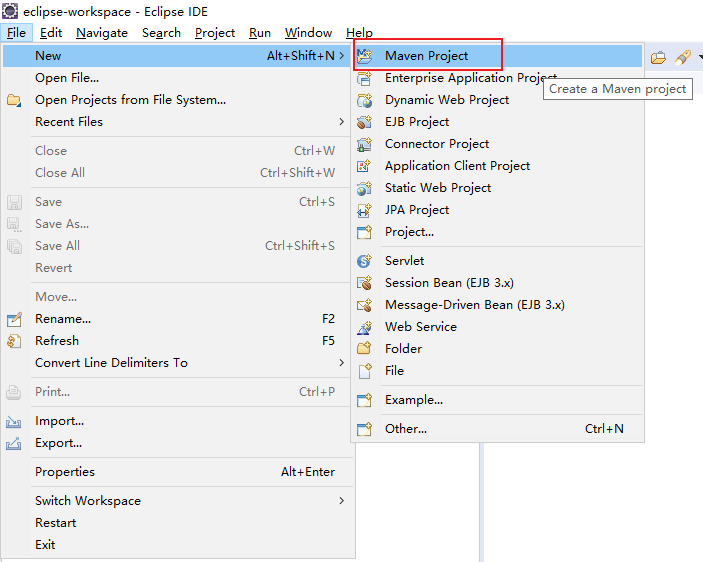 eclipse-workspace - Eclipse IDE
File Edit Navigate Search Project Run Window Help
New Alt+Shift+N >
Open File...
Open Projects from File System...
Recent Files >
Close Ctrl+W
Close All Ctrl+Shift+W
Save Ctrl+S
Save As...
Save All Ctrl+Shift+S
Revert
Move...
Rename... F2
Refresh F5
Convert Line Delimiters To >
Print... Ctrl+P
Import...
Export...
Properties Alt+Enter
Switch Workspace >
Restart
Exit
Maven Project
Enterprise Application Project
Create a Maven project
Dynamic Web Project
EJB Project
Connector Project
Application Client Project
Static Web Project
JPA Project
Project...
Servlet
Session Bean (EJB 3.x)
Message-Driven Bean (EJB 3.x)
Web Service
Folder
File
Example...
Other... Ctrl+N